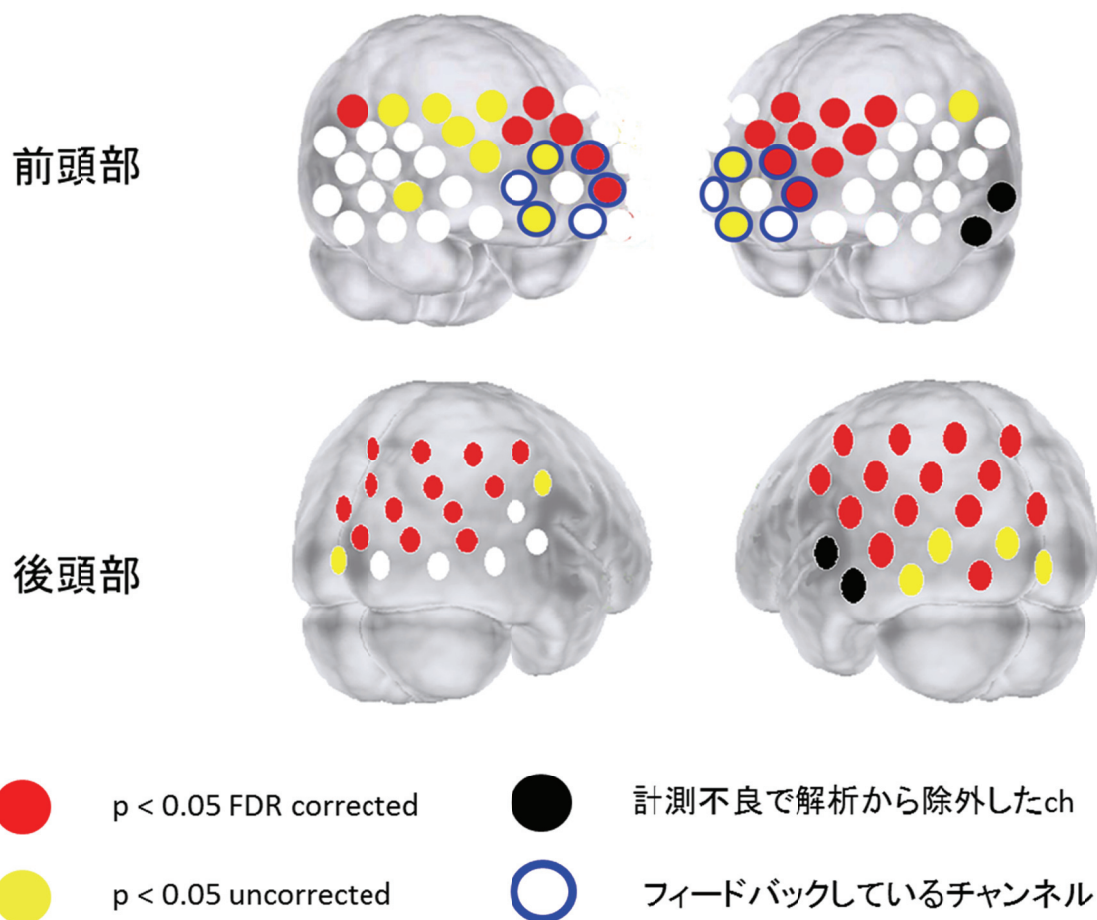 前頭部
後頭部
p < 0.05 FDR corrected
計測不良で解析から除外したch
p < 0.05 uncorrected
フィードバックしているチャンネル